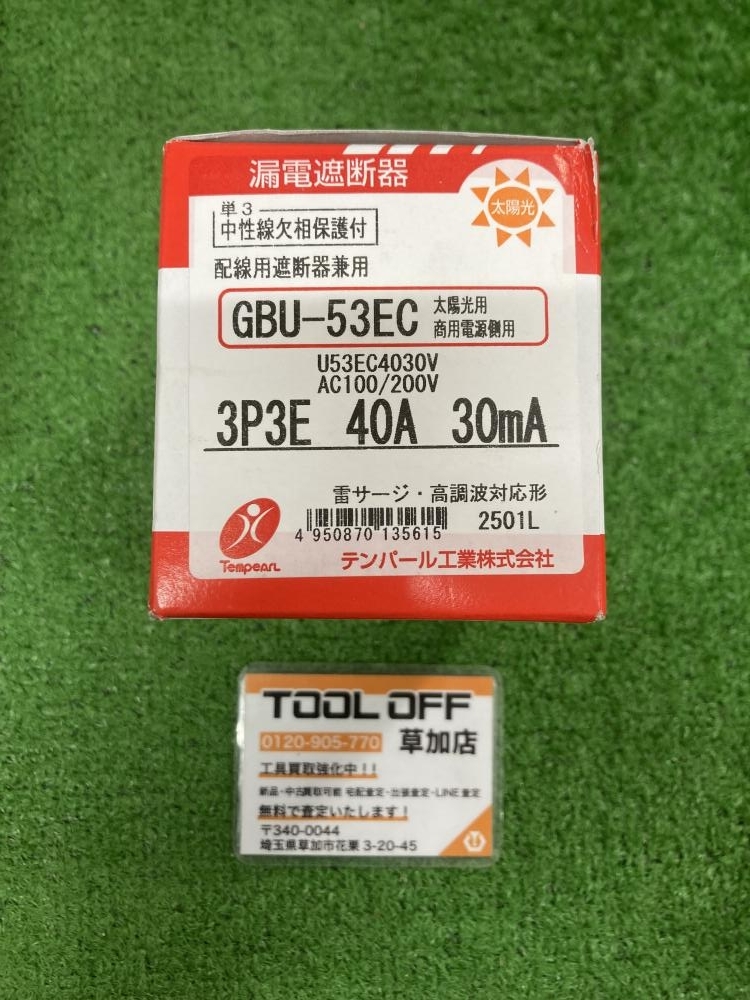 漏電遮断器
太陽光
単3
中性線欠相保護付
配線用遮断器兼用
GBU-53EC 太陽光用 商用電源側用
U53EC4030V
AC100/200V
3P3E 40A 30mA
雷サージ・高調波対応形
4 950870 135615 2501L
Tempearl テンパール工業株式会社
TOOL OFF
0120-905-770 草加店
工具買取強化中!!
新品・中古買取可能 宅配査定・出張査定・LINE査定
無料で査定いたします!
〒340-0044
埼玉県草加市花栗3-20-45